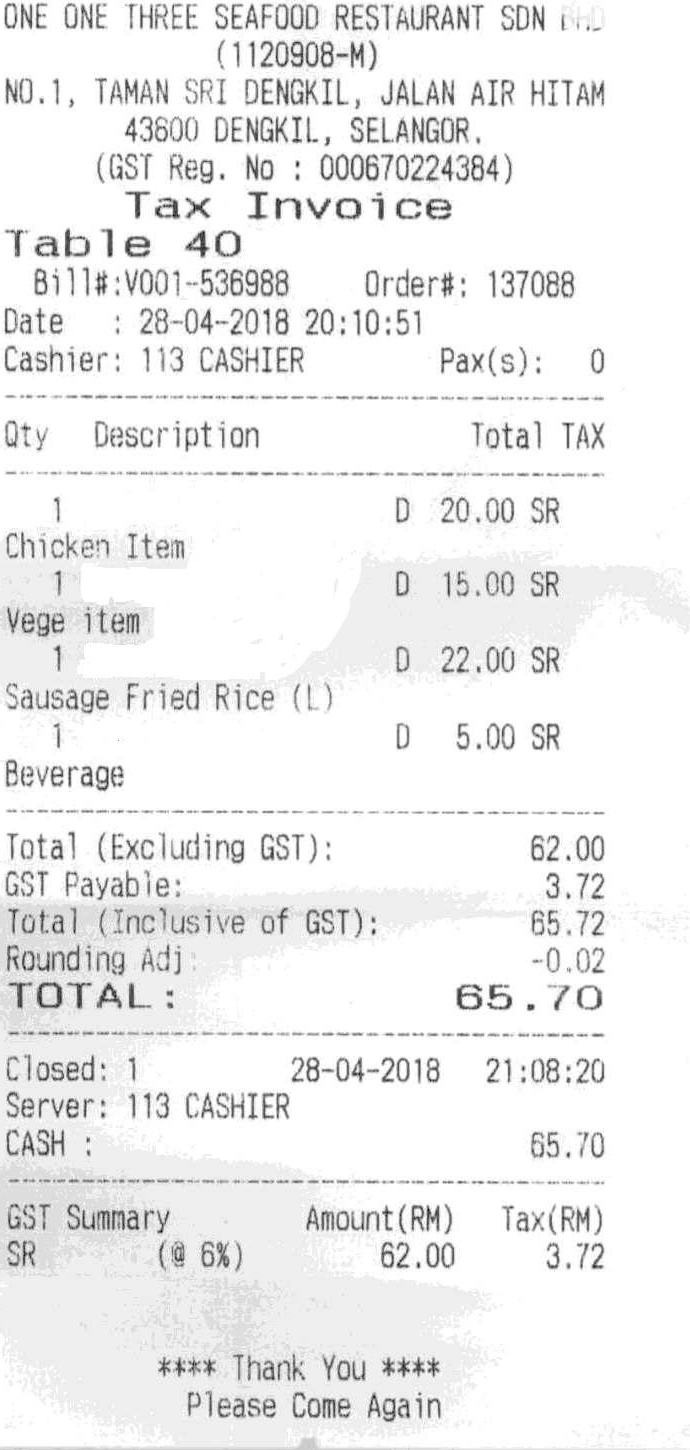 ONE ONE THREE SEAFOOD RESTAURANT SDN BHD
(1120908-M)
NO.1, TAMAN SRI DENGKIL, JALAN AIR HITAM
43800 DENGKIL, SELANGOR.
(GST Reg. No : 000670224384)
Tax Invoice
Table 40
Bill#:V001-536988 Order#: 137088
Date : 28-04-2018 20:10:51
Cashier: 113 CASHIER Pax(s): 0
Qty Description Total TAX
1 D 20.00 SR
Chicken Item
1 D 15.00 SR
Vege item
1 D 22.00 SR
Sausage Fried Rice (L)
1 D 5.00 SR
Beverage
Total (Excluding GST): 62.00
GST Payable: 3.72
Total (Inclusive of GST): 65.72
Rounding Adj: -0.02
TOTAL: 65.70
Closed: 1 28-04-2018 21:08:20
Server: 113 CASHIER
CASH : 65.70
GST Summary Amount(RM) Tax(RM)
SR (@ 6%) 62.00 3.72
**** Thank You ****
Please Come Again